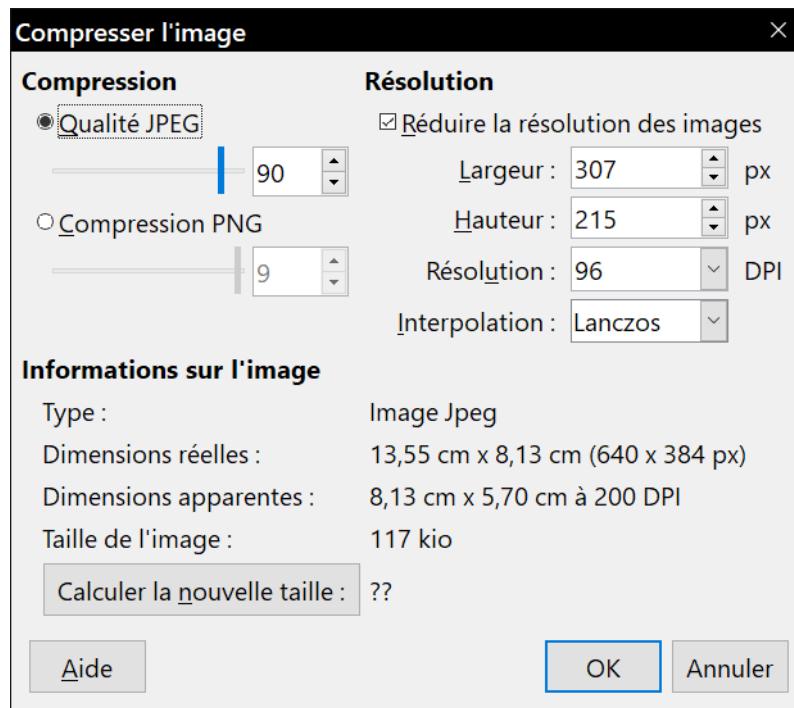 Compresser l'image
Compression
Qualité JPEG
90
Compression PNG
9
Résolution
Réduire la résolution des images
Largeur : 307 px
Hauteur : 215 px
Résolution : 96 DPI
Interpolation : Lanczos
Informations sur l'image
Type : Image Jpeg
Dimensions réelles : 13,55 cm x 8,13 cm (640 x 384 px)
Dimensions apparentes : 8,13 cm x 5,70 cm à 200 DPI
Taille de l'image : 117 kio
Calculer la nouvelle taille : ??
Aide OK Annuler